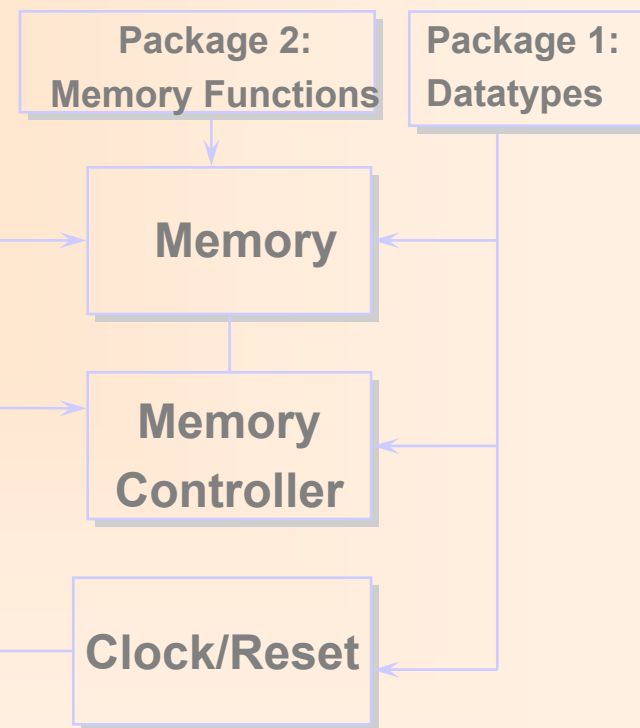 Package 2:
Memory Functions
Package 1:
Datatypes
Memory
Memory
Controller
Clock/Reset